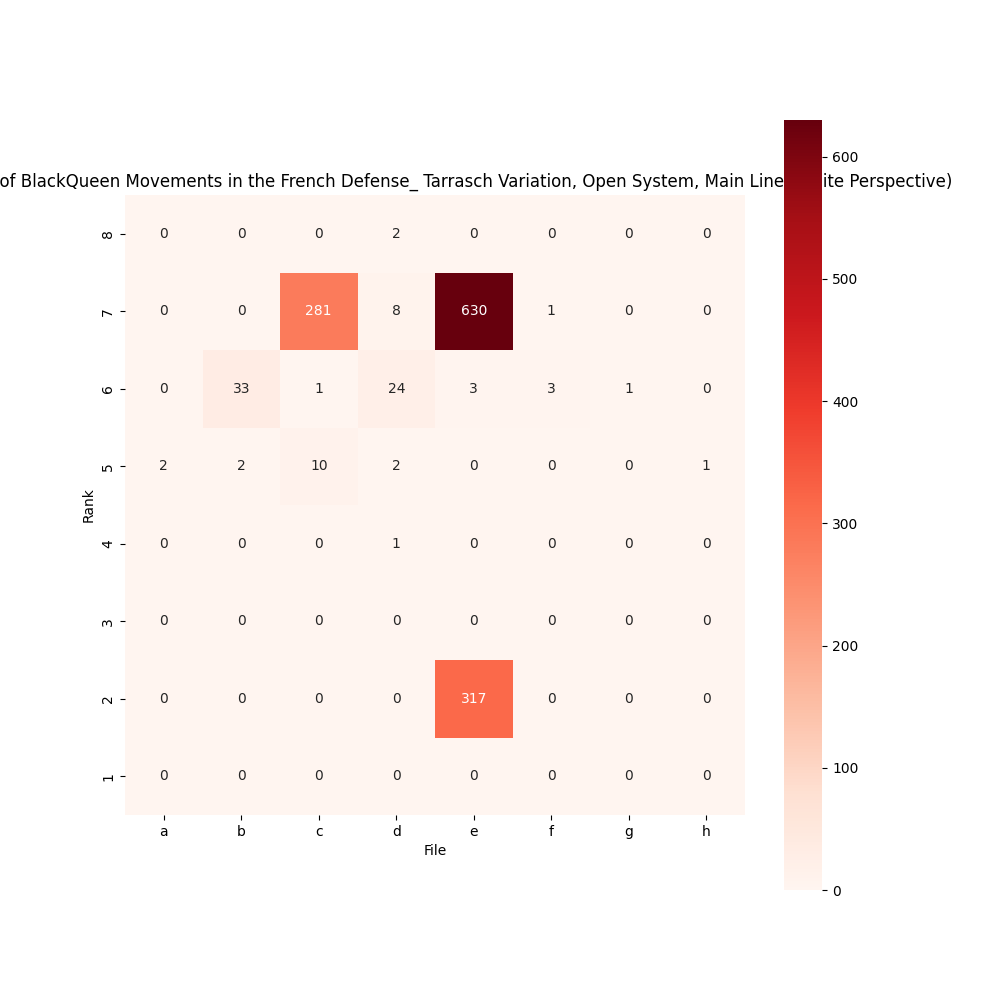 of BlackQueen Movements in the French Defense_ Tarrasch Variation, Open System, Main Line Perspective)
8 0 0 0 2 0 0 0 0
7 0 0 281 8 630 1 0 0
6 0 33 1 24 3 3 1 0
5 2 2 10 2 0 0 0 1
4 0 0 0 1 0 0 0 0
3 0 0 0 0 0 0 0 0
2 0 0 0 0 317 0 0 0
1 0 0 0 0 0 0 0 0
a b c d e f g h
File
Rank
600
500
400
300
200
100
0